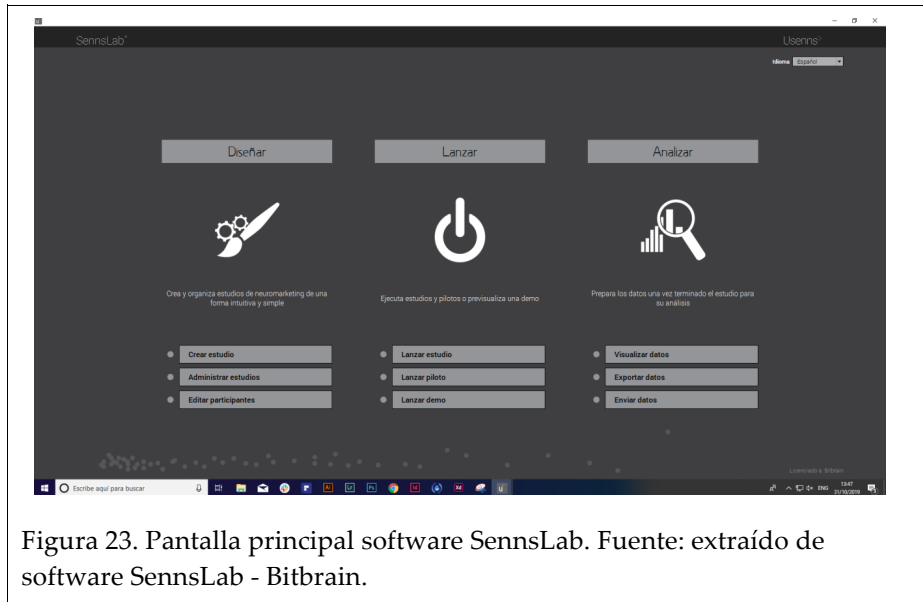 SennsLab®
Usenns
Idioma Español
Diseñar
Lanzar
Analizar
Crea y organiza estudios de neuromarketing de una
forma intuitiva y simple
Ejecuta estudios y pilotos o previsualiza una demo
Prepara los datos una vez terminado el estudio para
su análisis
Crear estudio
Lanzar estudio
Visualizar datos
Administrar estudios
Lanzar piloto
Exportar datos
Editar participantes
Lanzar demo
Enviar datos
Licenciado a: Bitbrain
Escribe aquí para buscar
ENG
13:47
31/10/2019
Figura 23. Pantalla principal software SennsLab. Fuente: extraído de
software SennsLab - Bitbrain.